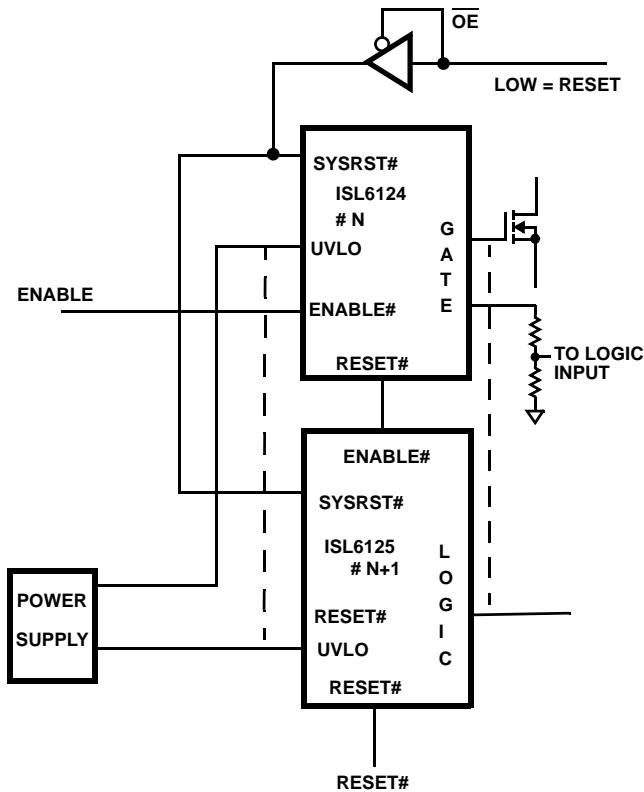 OE
LOW = RESET
SYSRST#
ISL6124
# N
UVLO
ENABLE
ENABLE#
RESET#
G
A
T
E
TO LOGIC
INPUT
ENABLE#
SYSRST#
ISL6125
# N+1
RESET#
UVLO
RESET#
L
O
G
I
C
POWER
SUPPLY
RESET#